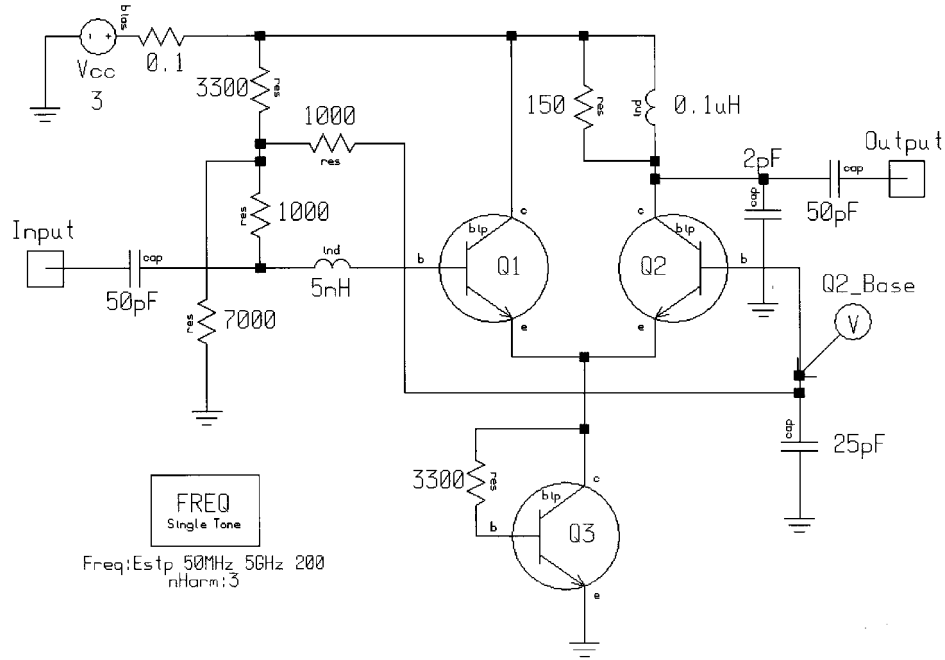 bias
- +
Vcc
3
0.1
3300
res
1000
res
150
res
ind
0.1uH
Output
2pF
cap
cap
50pF
res
1000
Input
cap
50pF
ind
5nH
b
blp
c
Q1
e
c
blp
Q2
b
e
Q2_Base
V
res
7000
cap
25pF
3300
res
c
blp
b
Q3
e
FREQ
Single Tone
Freq:Estp 50MHz 5GHz 200
nHarm:3